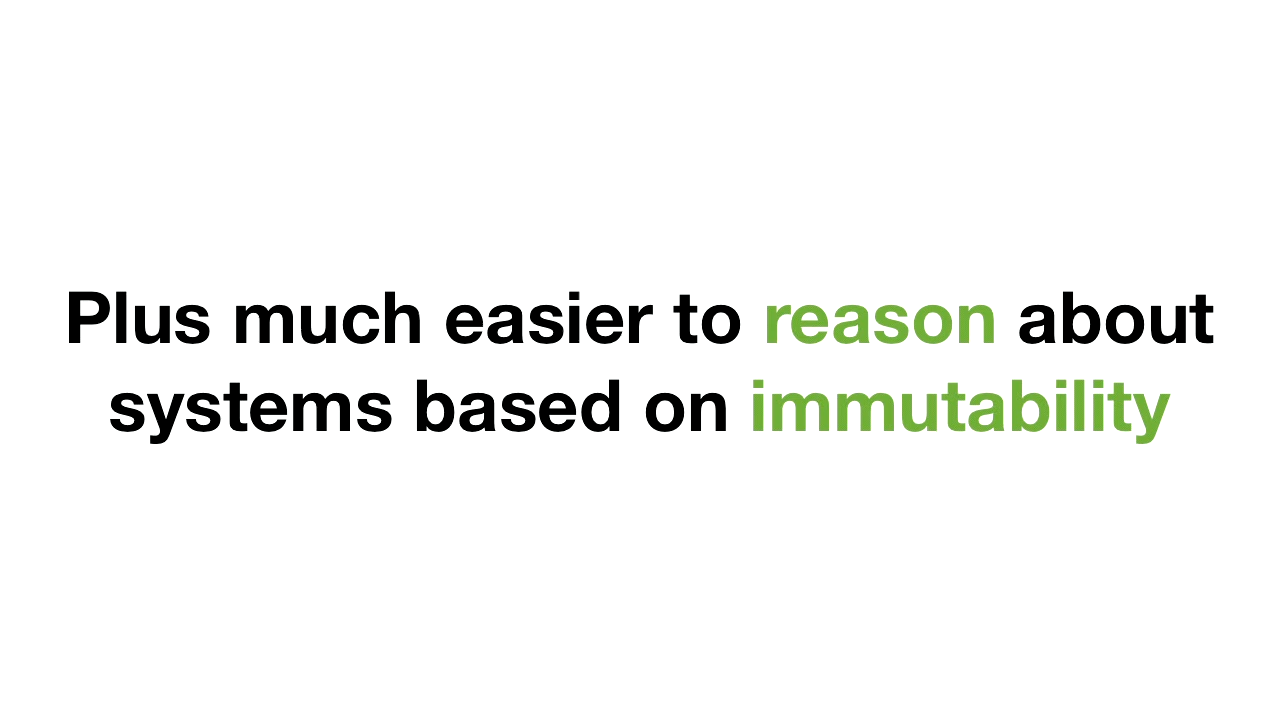 Plus much easier to reason about
systems based on immutability